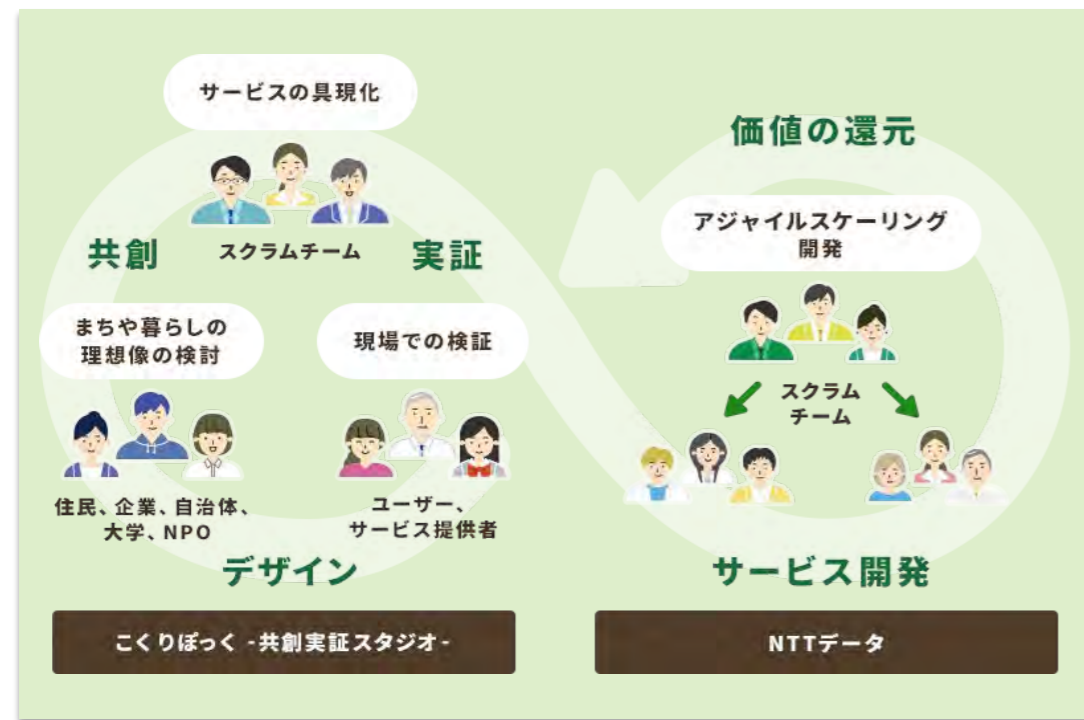 サービスの具現化
共創
スクラムチーム
実証
まちや暮らしの
理想像の検討
現場での検証
住民、企業、自治体、
大学、NPO
ユーザー、
サービス提供者
デザイン
こくりぽっく -共創実証スタジオ-
価値の還元
アジャイルスケーリング
開発
スクラム
チーム
サービス開発
NTTデータ